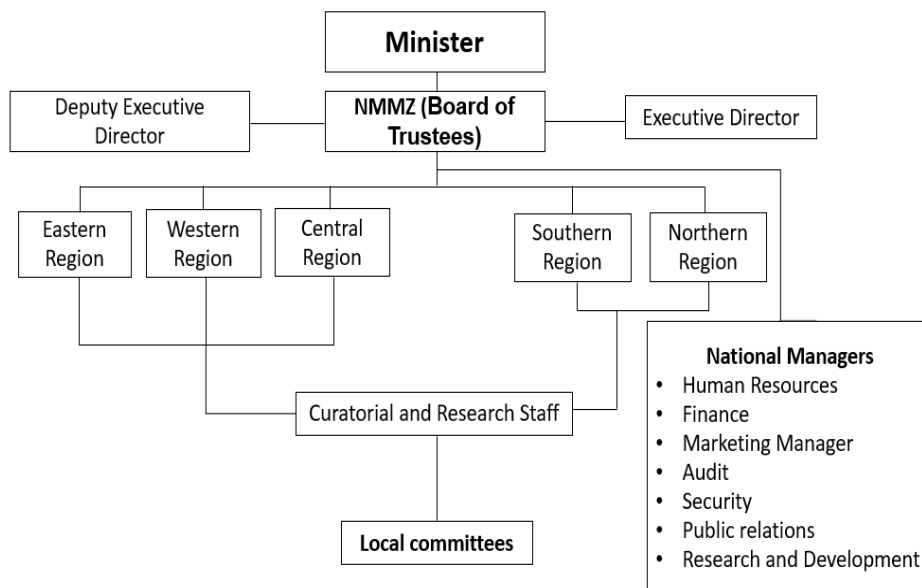 Minister
Deputy Executive
Director
NMMZ (Board of
Trustees)
Executive Director
Eastern
Region
Western
Region
Central
Region
Southern
Region
Northern
Region
National Managers
• Human Resources
• Finance
• Marketing Manager
• Audit
• Security
• Public relations
• Research and Development
Curatorial and Research Staff
Local committees